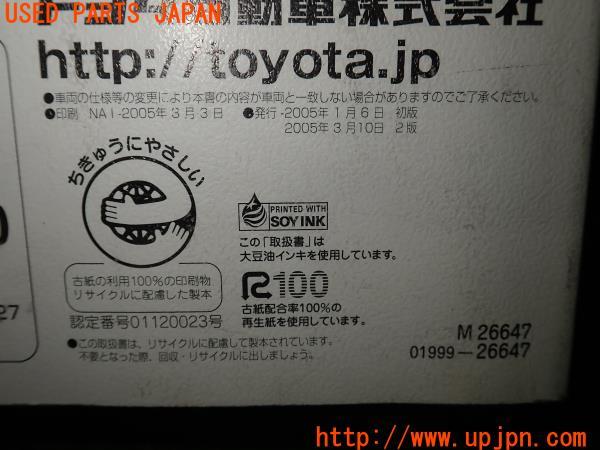 USED PARTS JAPAN
自動車株式会社
http://toyota.jp
●車両の仕様等の変更により本書の内容が車両と一致しない場合がありますのでご了承ください。
●印刷 NAI-2005年3月3日 ●発行-2005年1月6日 初版
2005年3月10日 2版
ちきゅうにやさしい
PRINTED WITH
SOY INK
この「取扱書」は
大豆油インキを使用しています。
古紙の利用100%の印刷物
リサイクルに配慮した製本
R100
古紙配合率100%の
再生紙を使用しています。
27
認定番号01120023号
M 26647
01999-26647
●この取扱書は、リサイクルに配慮して製本されています。
不要となった際、回収・リサイクルに出しましょう。
http://www.upjpn.com/